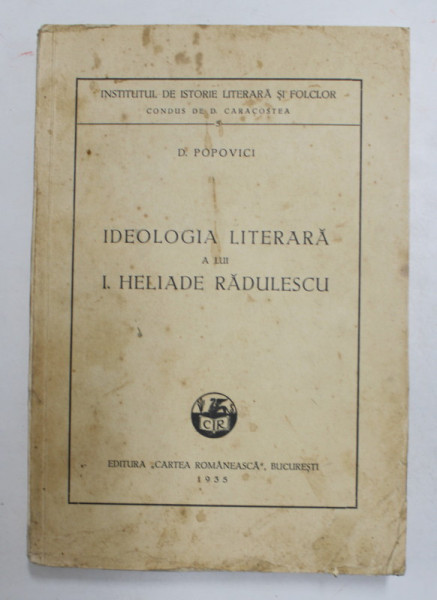 INSTITUTUL DE ISTORIE LITERARĂ ȘI FOLCLOR
CONDUS DE D. CARACOSTEA
5
D. POPOVICI
IDEOLOGIA LITERARĂ
A LUI
I. HELIADE RĂDULESCU
C R
EDITURA „CARTEA ROMÂNEASCĂ”, BUCUREȘTI
1935